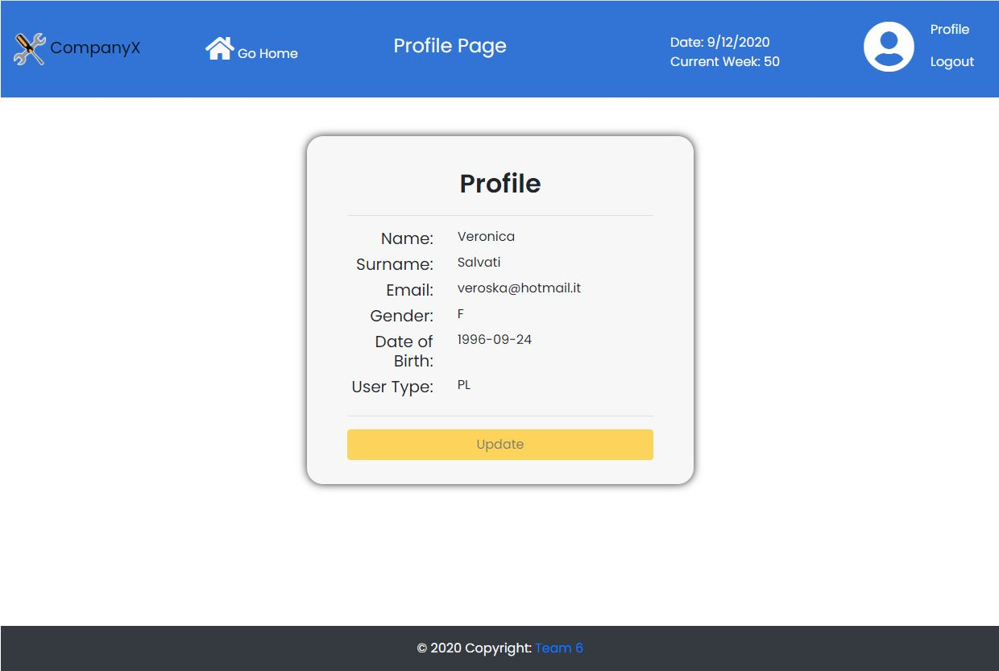 CompanyX
Go Home
Profile Page
Date: 9/12/2020
Current Week: 50
Profile
Logout
Profile
Name: Veronica
Surname: Salvati
Email: veroska@hotmail.it
Gender: F
Date of 1996-09-24
Birth:
User Type: PL
Update
© 2020 Copyright: Team 6